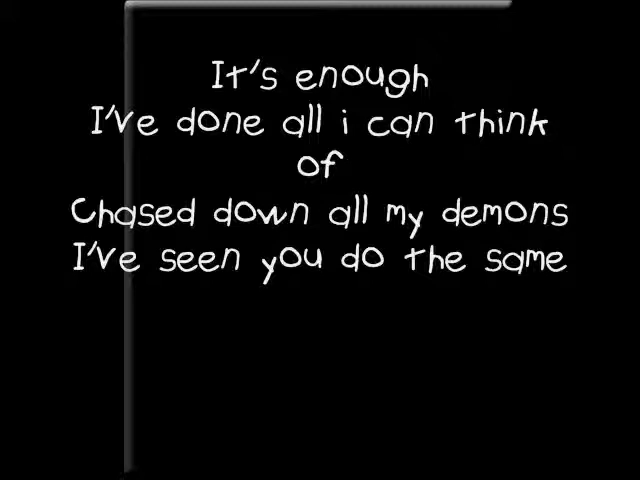 It's enough
I've done all i can think
of
Chased down all my demons
I've seen you do the same